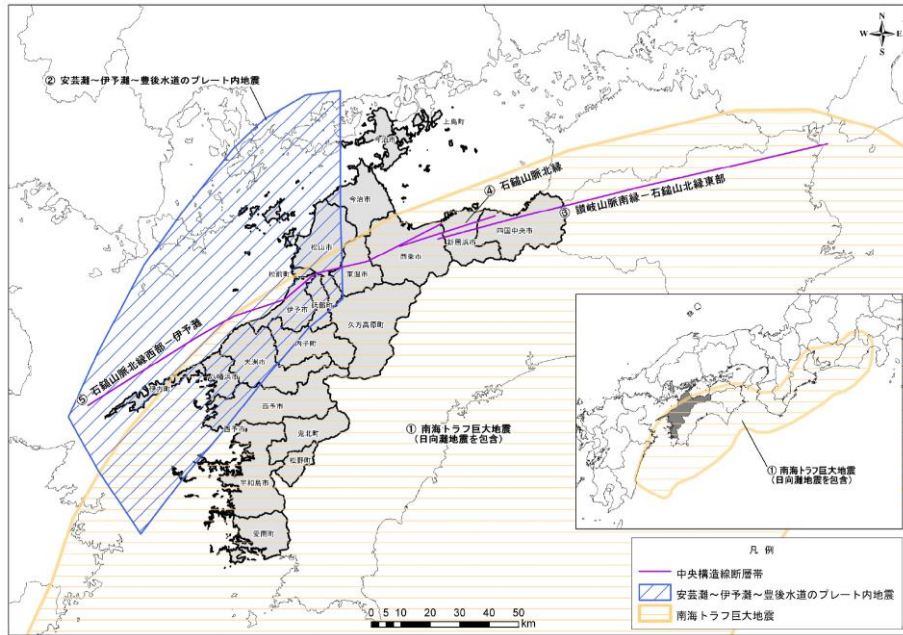 ② 安芸灘～伊予灘～豊後水道のプレート内地震
N
W E
S
上島町
今治市
今治市
④ 石鎚山脈北縁
③ 讃岐山脈南縁－石鎚山北縁東部
松山市
西条市
新居浜市
四国中央市
松前町
東温市
伊予市
砥部町
久万高原町
内子町
大洲市
⑤ 石鎚山脈北縁西部－伊予灘
八幡浜市
伊方町
西予市
西予市
鬼北町
① 南海トラフ巨大地震
（日向灘地震を包含）
松野町
宇和島市
愛南町
① 南海トラフ巨大地震
（日向灘地震を包含）
凡 例
中央構造線断層帯
安芸灘～伊予灘～豊後水道のプレート内地震
南海トラフ巨大地震
0 5 10 20 30 40 50
km